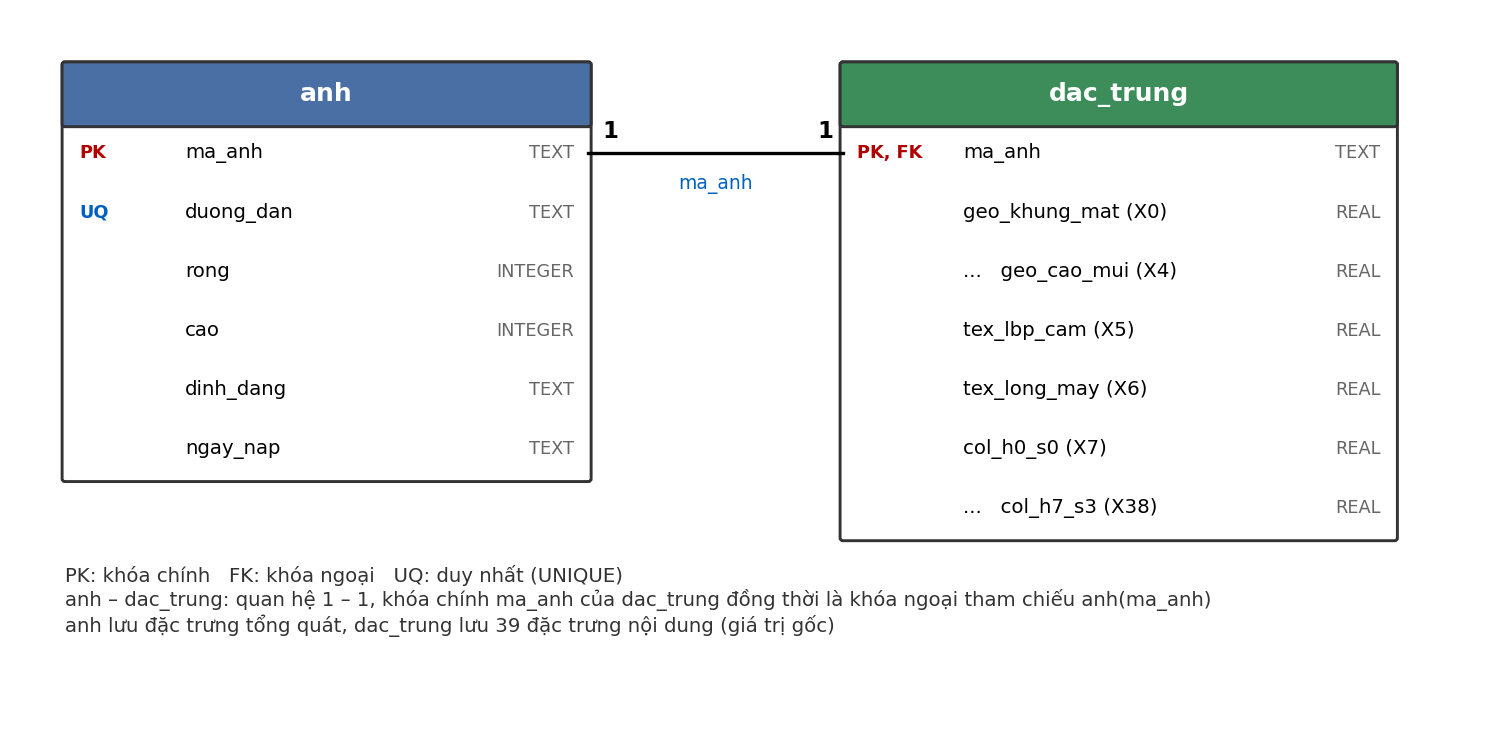 anh
PK ma_anh TEXT
UQ duong_dan TEXT
rong INTEGER
cao INTEGER
dinh_dang TEXT
ngay_nap TEXT
1 1
ma_anh
dac_trung
PK, FK ma_anh TEXT
geo_khung_mat (X0) REAL
... geo_cao_mui (X4) REAL
tex_lbp_cam (X5) REAL
tex_long_may (X6) REAL
col_h0_s0 (X7) REAL
... col_h7_s3 (X38) REAL
PK: khóa chính FK: khóa ngoại UQ: duy nhất (UNIQUE)
anh – dac_trung: quan hệ 1 – 1, khóa chính ma_anh của dac_trung đồng thời là khóa ngoại tham chiếu anh(ma_anh)
anh lưu đặc trưng tổng quát, dac_trung lưu 39 đặc trưng nội dung (giá trị gốc)